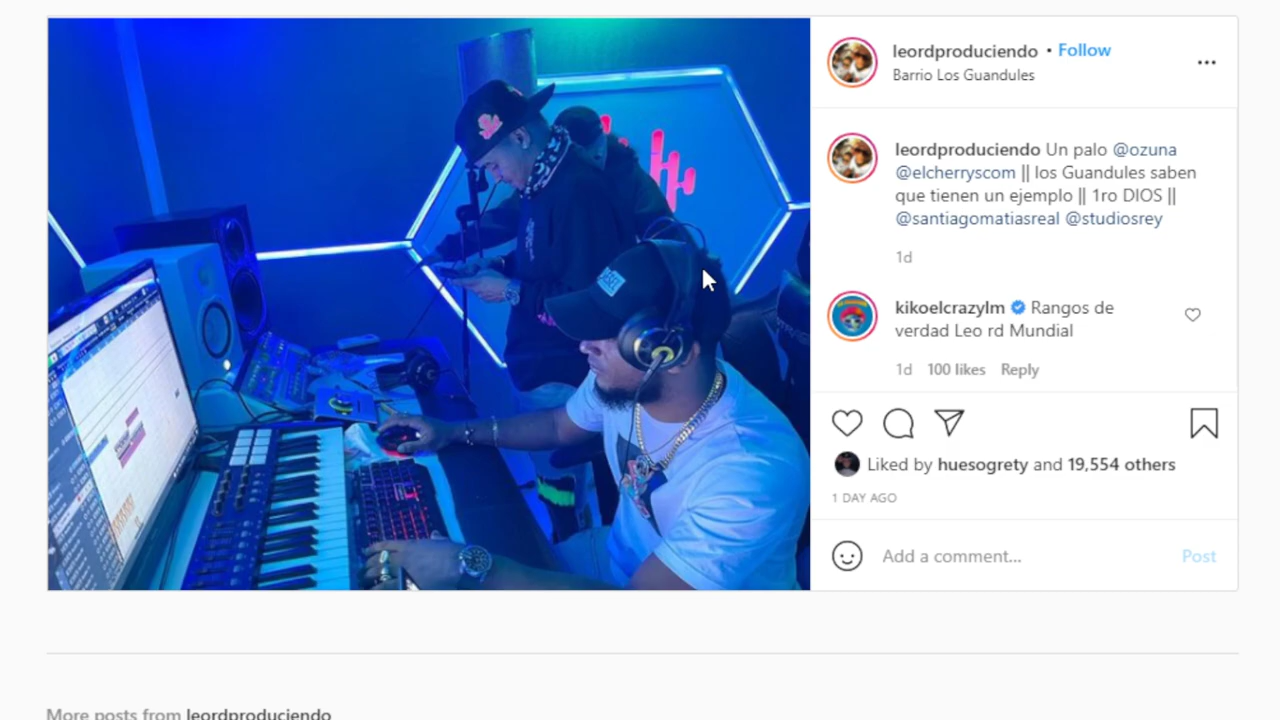 leordproduciendo • Follow
Barrio Los Guandules
leordproduciendo Un palo @ozuna
@elcherryscom || los Guandules saben
que tienen un ejemplo || 1ro DIOS ||
@santiagomatiasreal @studiosrey
1d
kikoelcrazylm Rangos de
verdad Leo rd Mundial
1d 100 likes Reply
Liked by huesogrety and 19,554 others
1 DAY AGO
Add a comment... Post
More posts from leordproduciendo